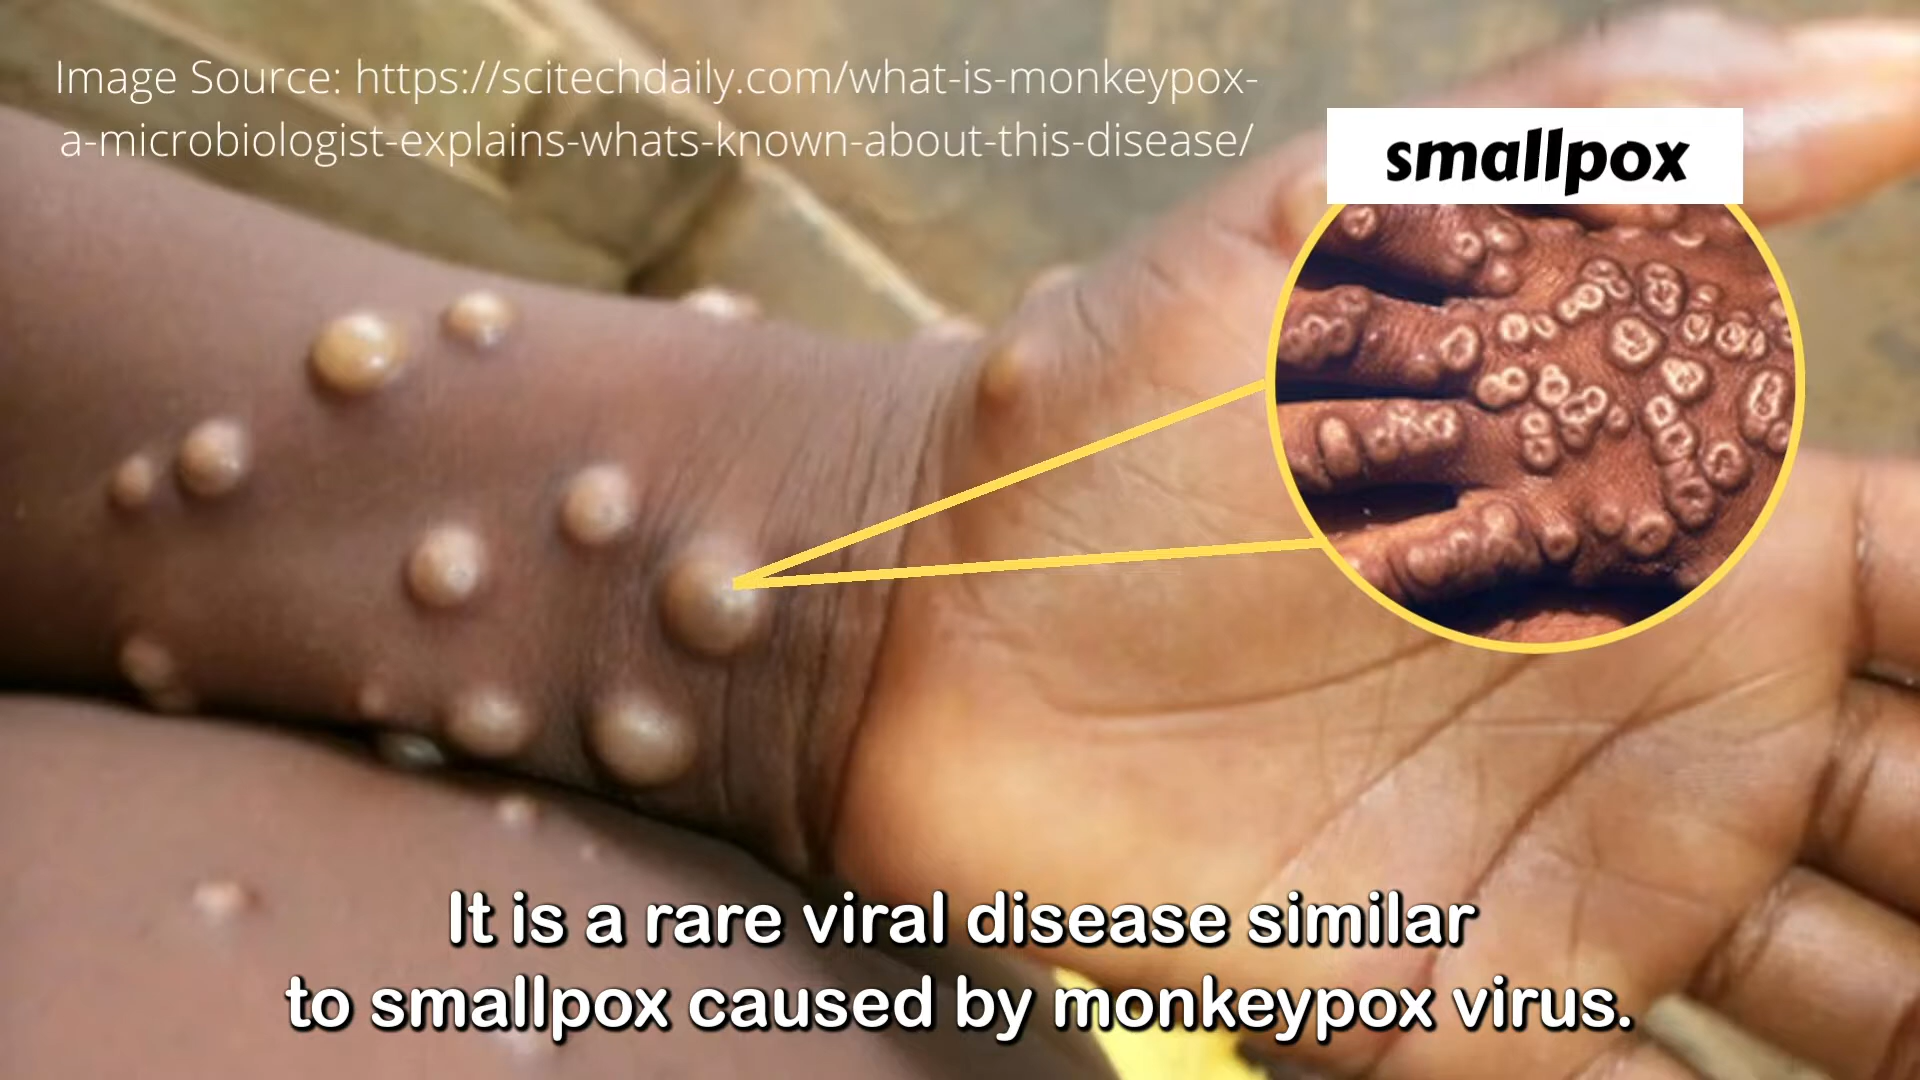 Image Source: https://scitechdaily.com/what-is-monkeypox-
a-microbiologist-explains-whats-known-about-this-disease/
smallpox
It is a rare viral disease similar
to smallpox caused by monkeypox virus.